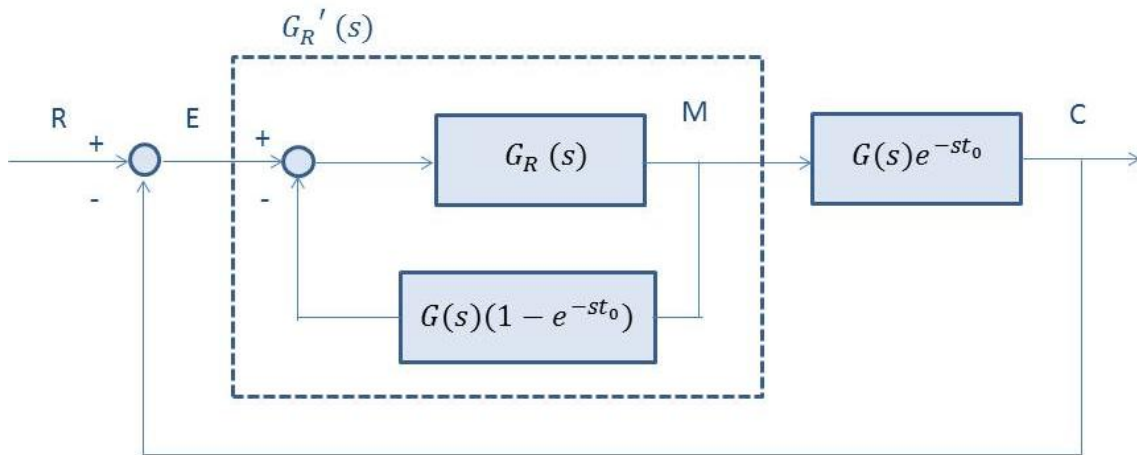 G_R′ (s)
R
+
-
E
+
-
G_R (s)
M
G(s)e^{-st_0}
C
G(s)(1 − e^{-st_0})